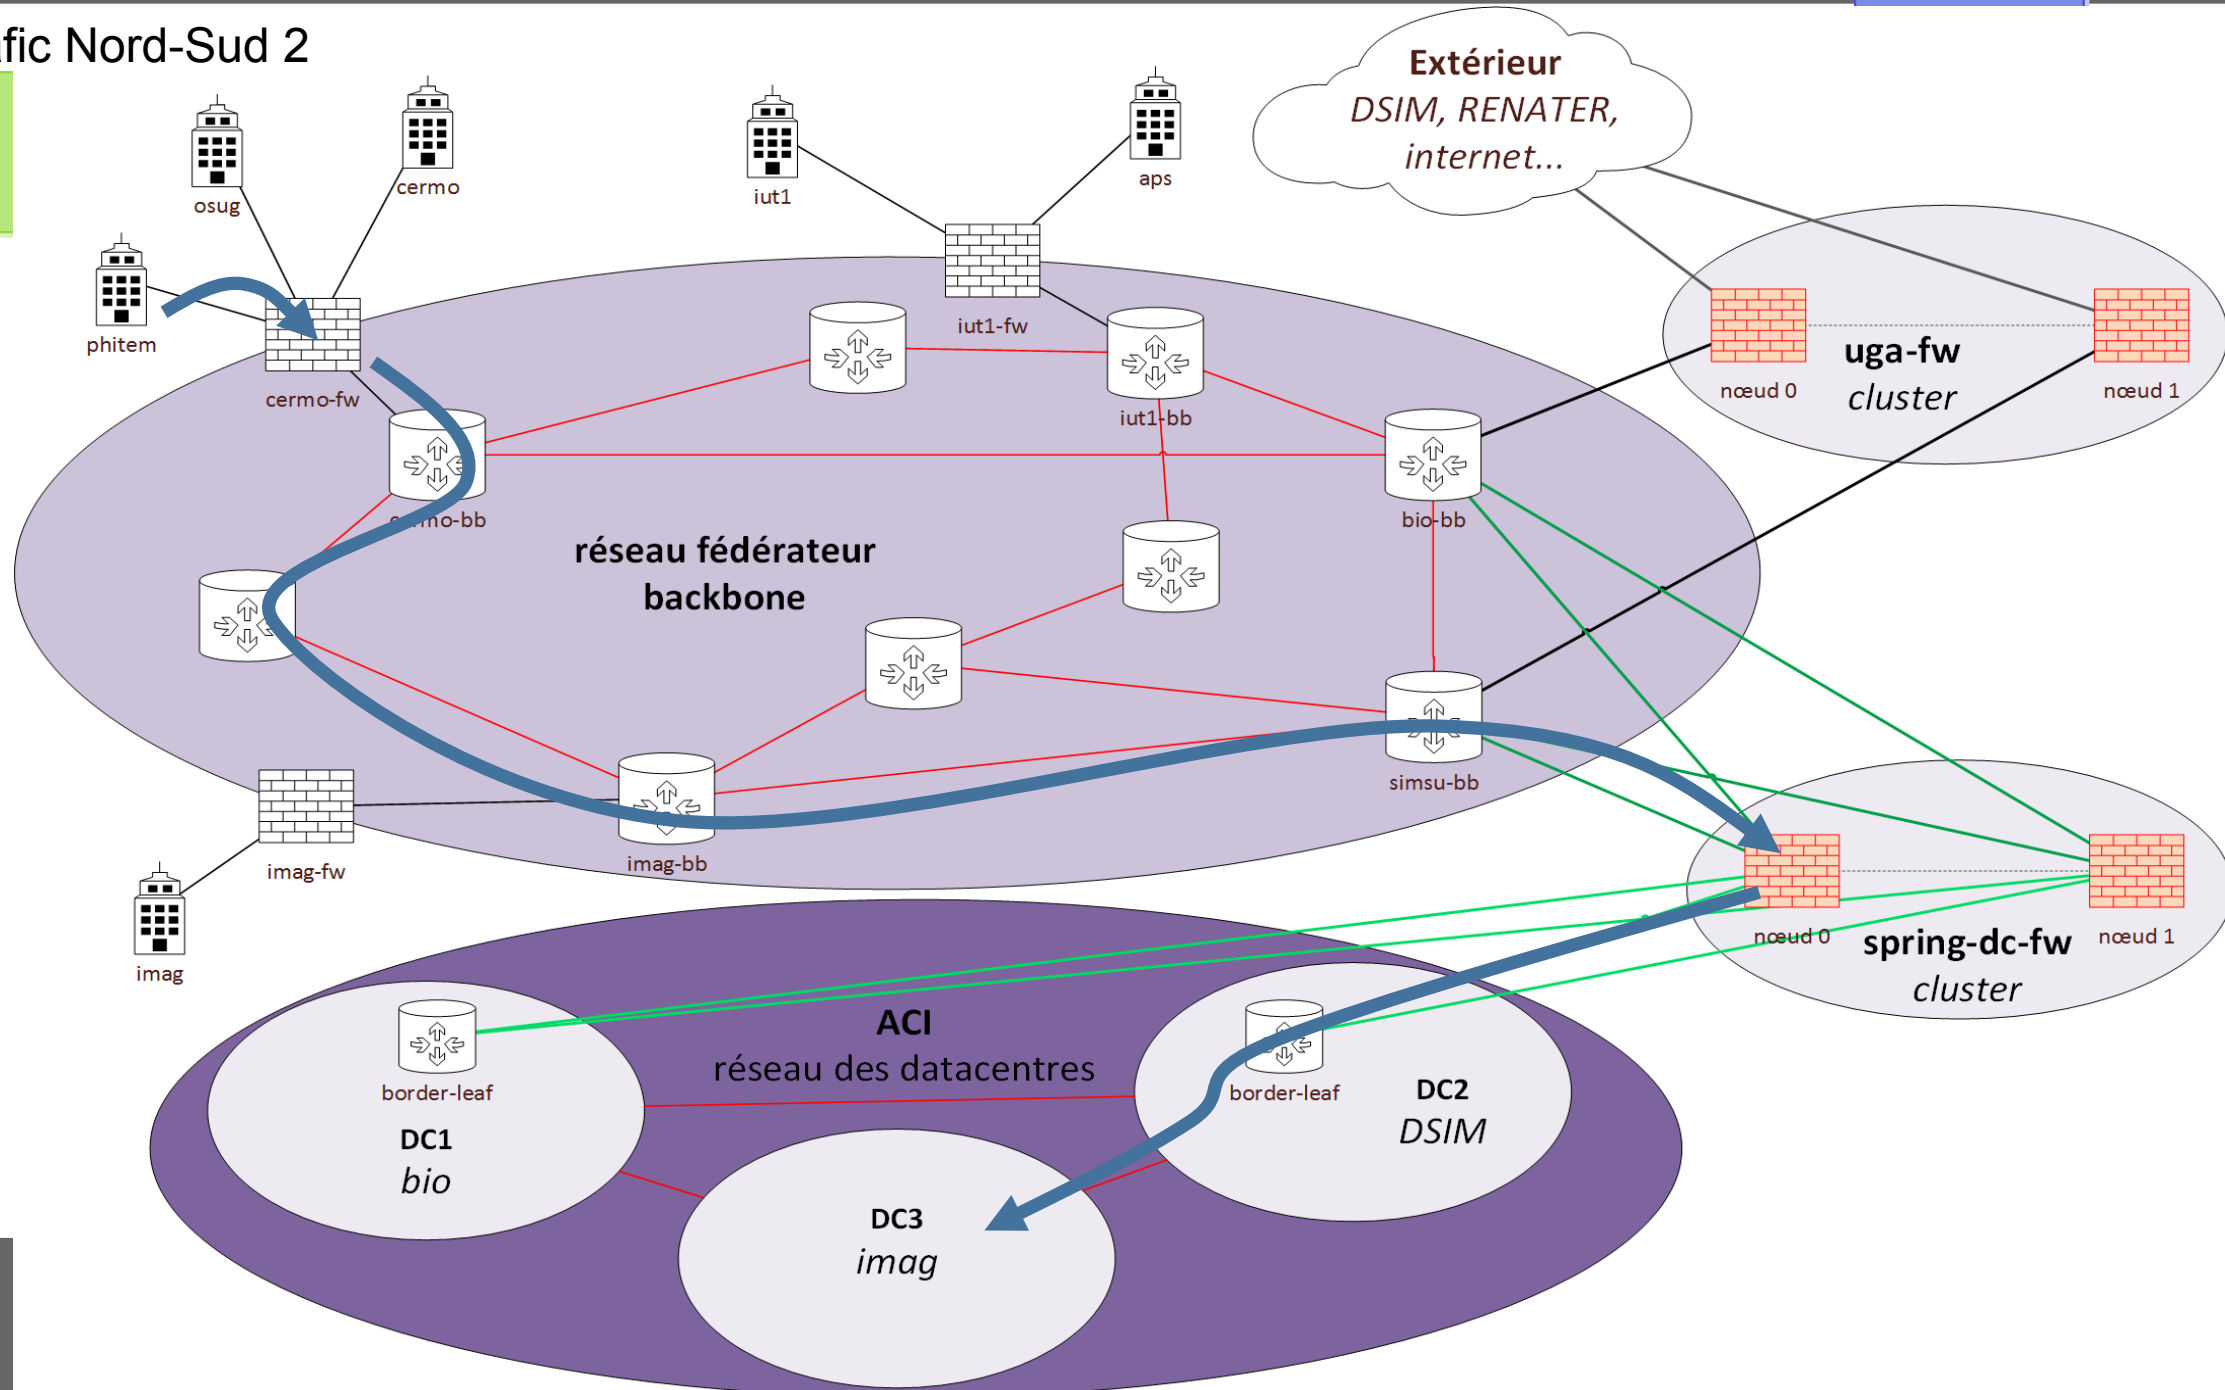 fic Nord-Sud 2
Extérieur
DSIM, RENATER,
internet...
osug
cermo
iut1
aps
phitem
cermo-fw
iut1-fw
iut1-bb
uga-fw
cluster
nœud 0
nœud 1
cermo-bb
bio-bb
réseau fédérateur
backbone
simsu-bb
imag-fw
imag-bb
imag
nœud 0
nœud 1
spring-dc-fw
cluster
ACI
réseau des datacentres
border-leaf
DC1
bio
border-leaf
DC2
DSIM
DC3
imag